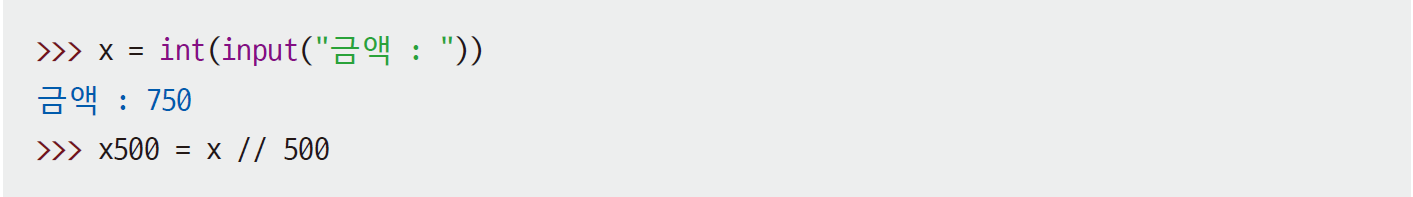 >>> x = int(input("금액 : "))
금액 : 750
>>> x500 = x // 500